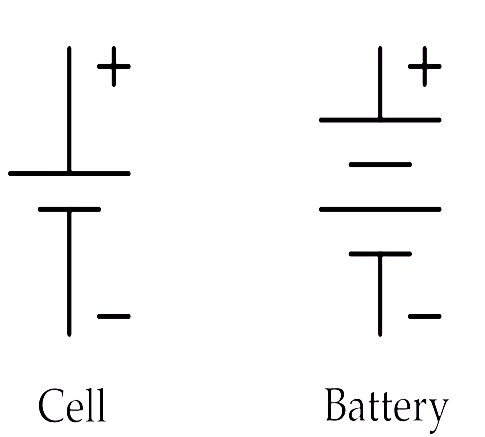 + +
− −
Cell Battery